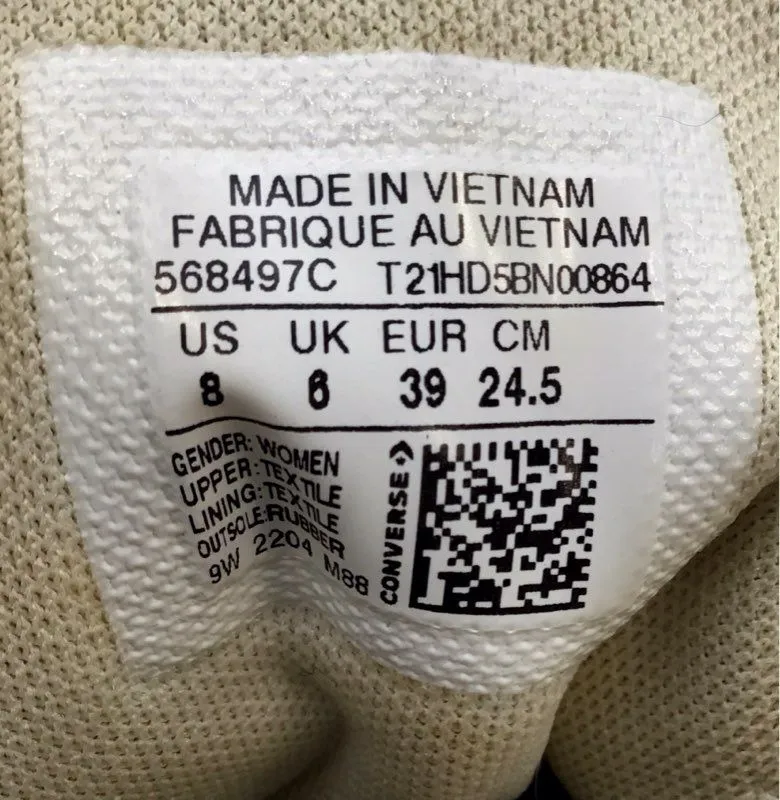 MADE IN VIETNAM
FABRIQUE AU VIETNAM
568497C T21HD5BN00864
US UK EUR CM
8 6 39 24.5
GENDER: WOMEN
UPPER: TEXTILE
LINING: TEXTILE
OUTSOLE: RUBBER
9W 2204 M88
CONVERSE